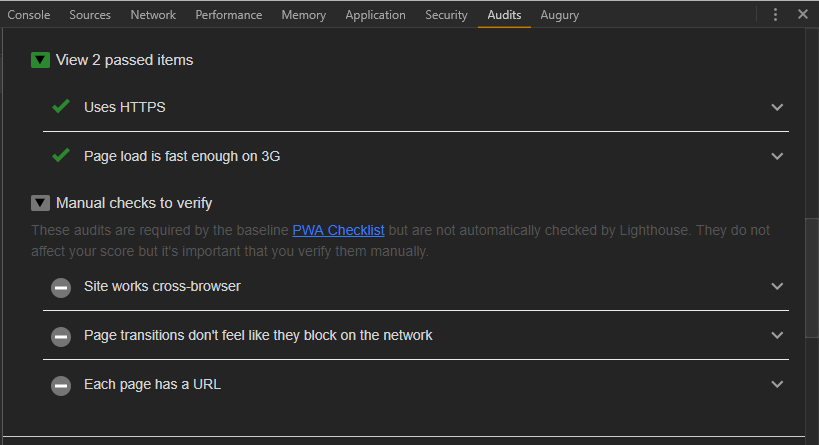 Console Sources Network Performance Memory Application Security Audits Augury
View 2 passed items
Uses HTTPS
Page load is fast enough on 3G
Manual checks to verify
These audits are required by the baseline PWA Checklist but are not automatically checked by Lighthouse. They do not
affect your score but it's important that you verify them manually.
Site works cross-browser
Page transitions don't feel like they block on the network
Each page has a URL